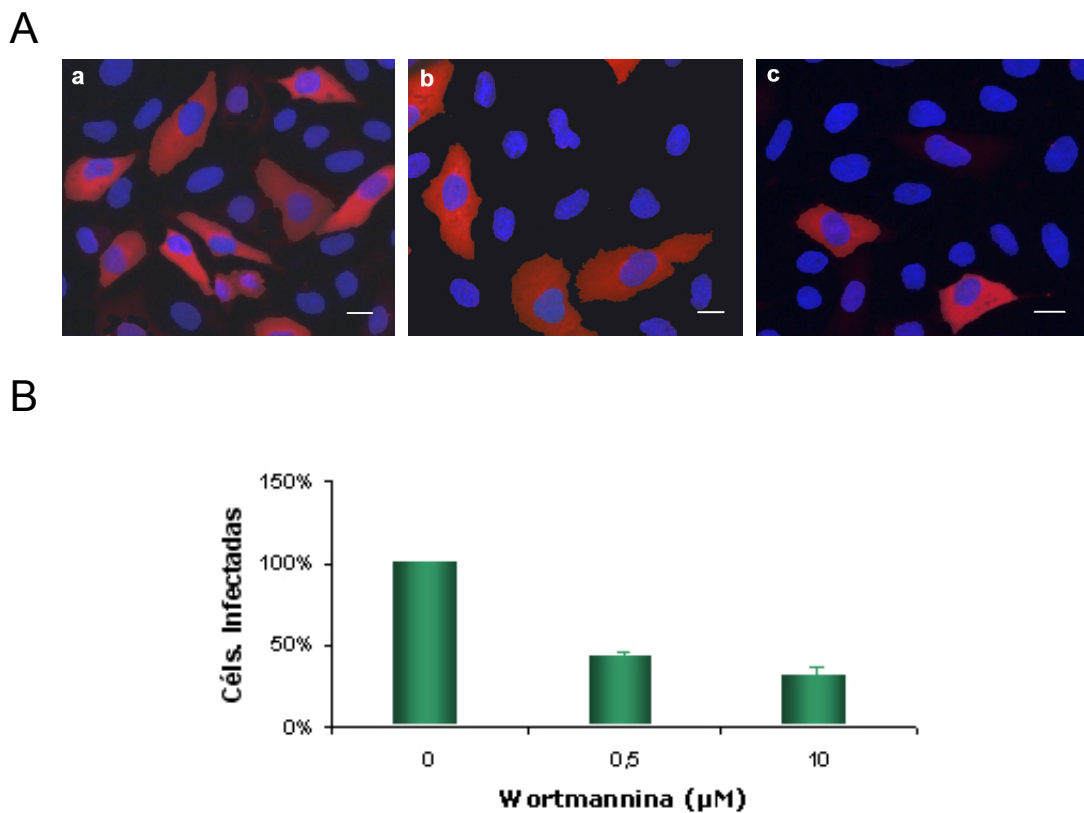 A
a b c
B
150%
100%
50%
0%
Céls. Infectadas
0 0,5 10
Wortmannina (µM)